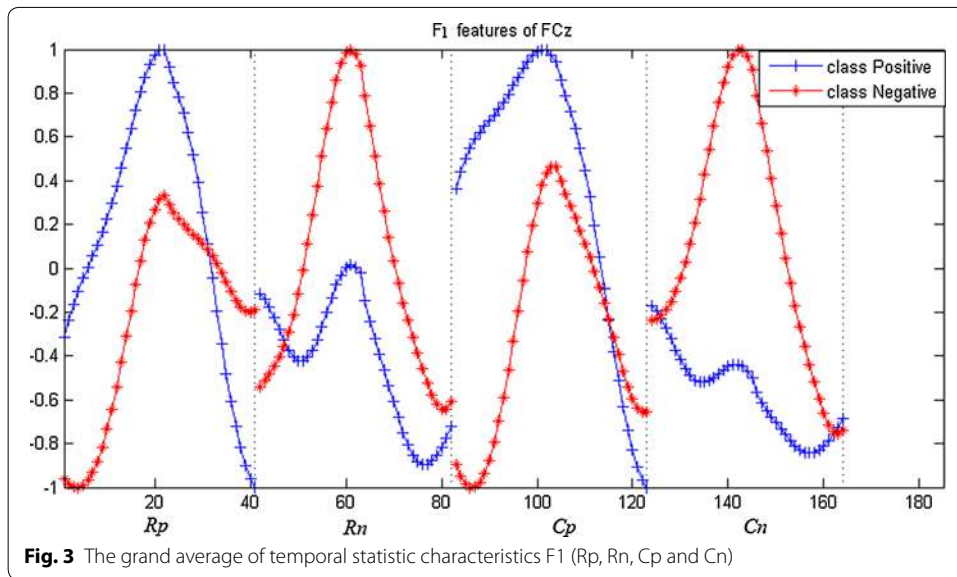 F1 features of FCz
class Positive
class Negative
1
0.8
0.6
0.4
0.2
0
-0.2
-0.4
-0.6
-0.8
-1
20 40 60 80 100 120 140 160 180
Rp Rn Cp Cn
Fig. 3 The grand average of temporal statistic characteristics F1 (Rp, Rn, Cp and Cn)